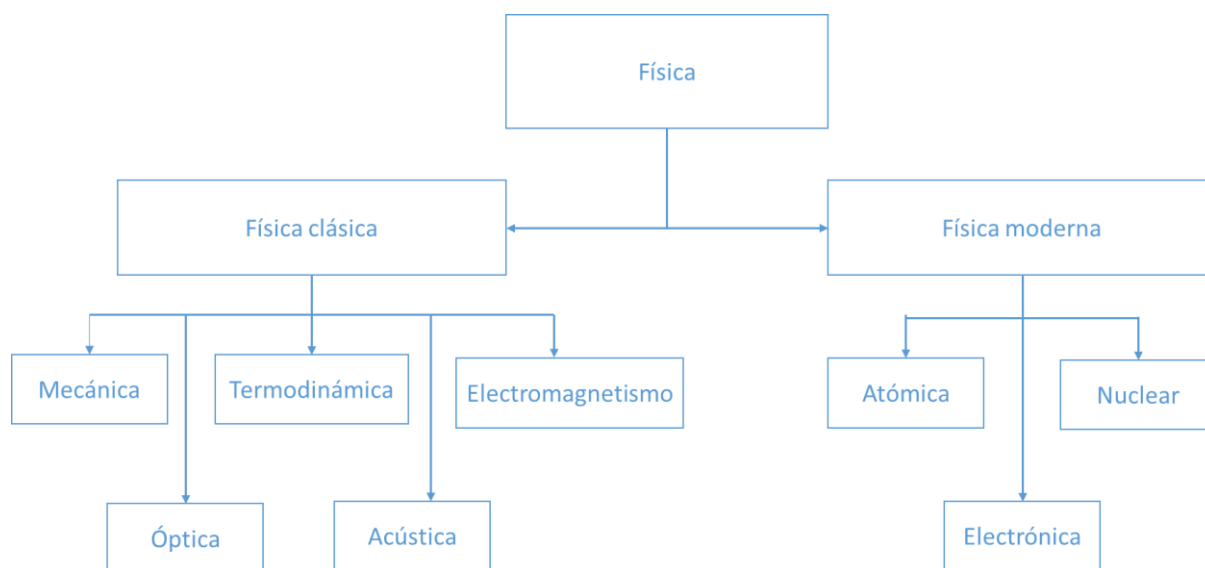 Física
Física clásica
Física moderna
Mecánica
Termodinámica
Electromagnetismo
Atómica
Nuclear
Óptica
Acústica
Electrónica